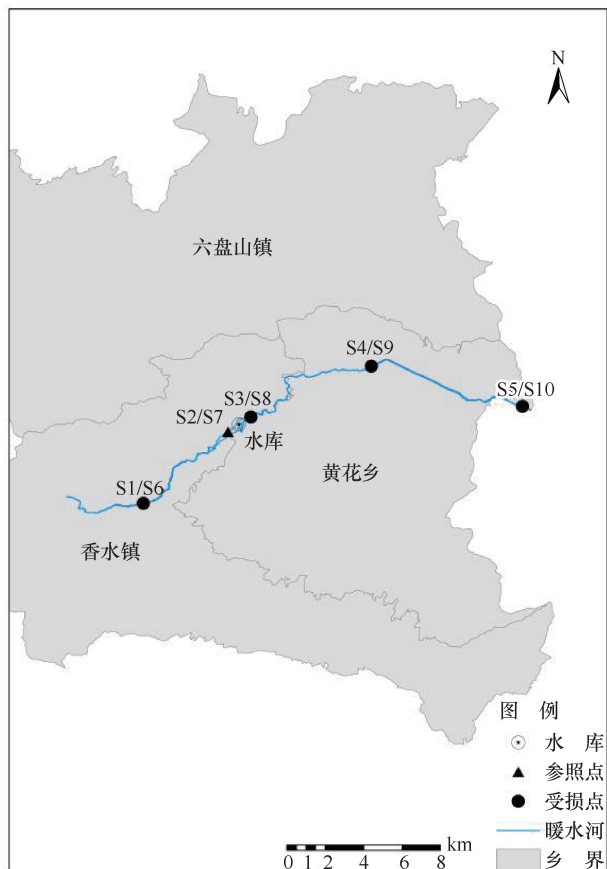 N
六盘山镇
S4/S9
S5/S10
S3/S8
S2/S7
水库
黄花乡
S1/S6
香水镇
图 例
水 库
参照点
受损点
暖水河
乡 界
km
0 1 2 4 6 8